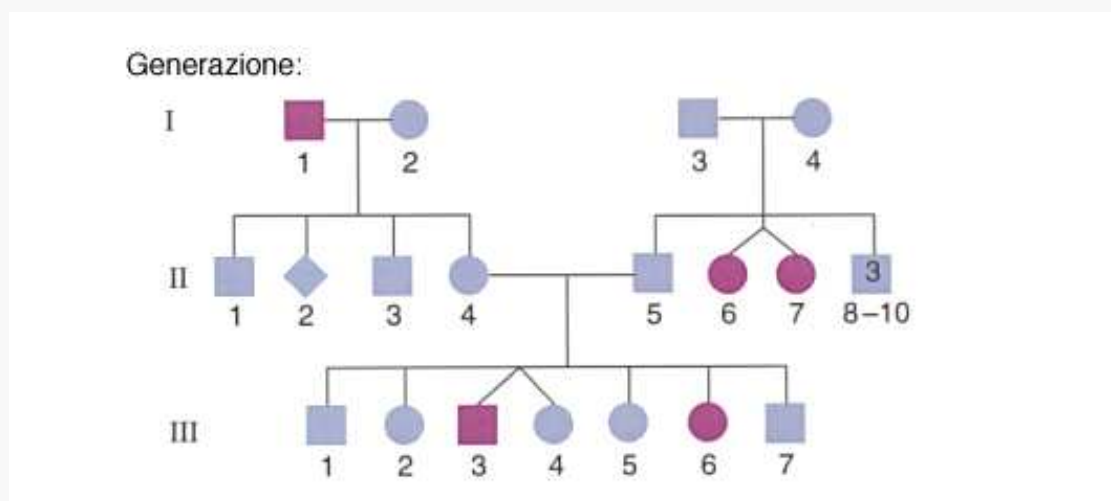 Generazione:
I
1 2 3 4
3
II
1 2 3 4 5 6 7 8–10
III
1 2 3 4 5 6 7